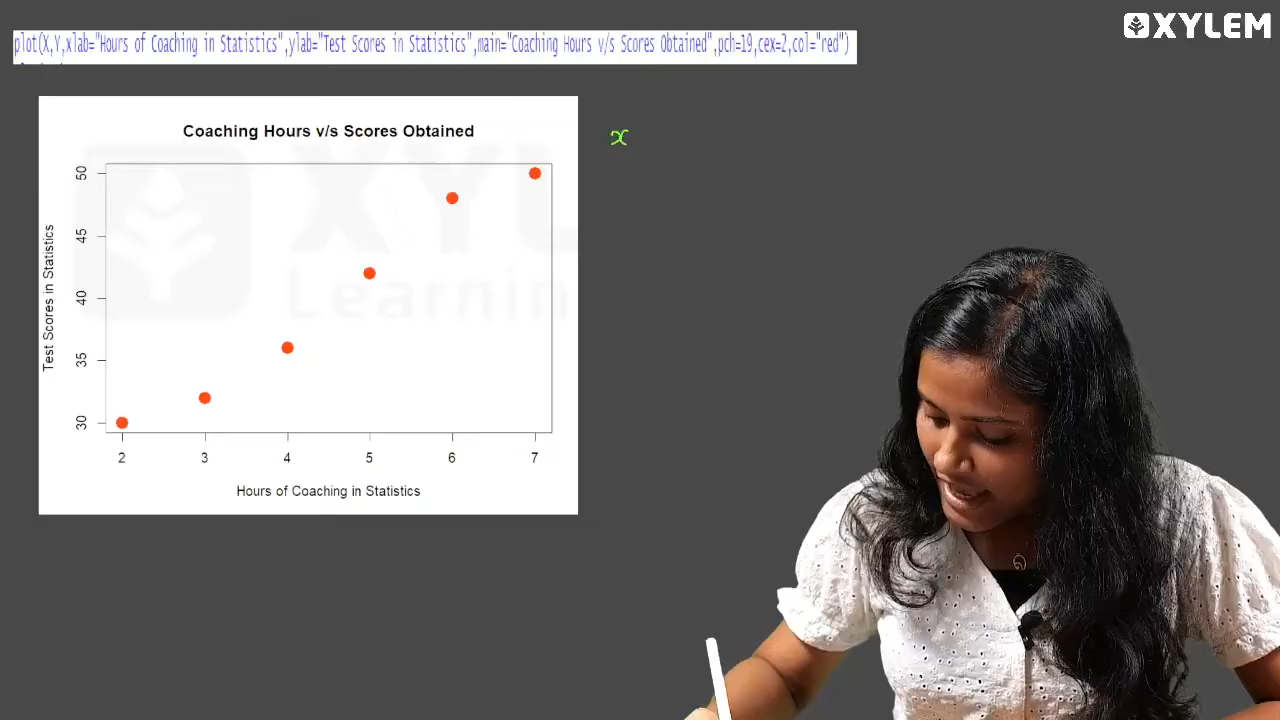 XYLEM
plot(X,Y,xlab="Hours of Coaching in Statistics",ylab="Test Scores in Statistics",main="Coaching Hours v/s Scores Obtained",pch=19,cex=2,col="red")
Coaching Hours v/s Scores Obtained
x
50
45
40
35
30
Test Scores in Statistics
2 3 4 5 6 7
Hours of Coaching in Statistics